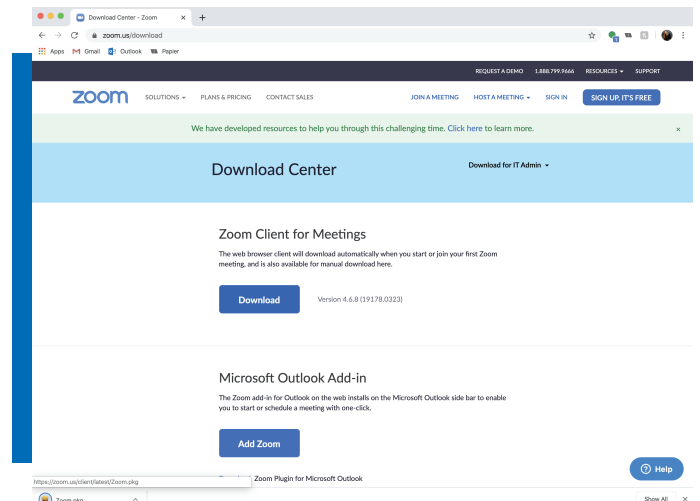 Download Center - Zoom
zoom.us/download
Apps Gmail Outlook Papier
REQUEST A DEMO 1.888.799.9666 RESOURCES SUPPORT
zoom SOLUTIONS PLANS & PRICING CONTACT SALES JOIN A MEETING HOST A MEETING SIGN IN SIGN UP, IT'S FREE
We have developed resources to help you through this challenging time. Click here to learn more. ×
Download Center Download for IT Admin
Zoom Client for Meetings
The web browser client will download automatically when you start or join your first Zoom
meeting, and is also available for manual download here.
Download Version 4.6.8 (19178.0323)
Microsoft Outlook Add-in
The Zoom add-in for Outlook on the web installs on the Microsoft Outlook side bar to enable
you to start or schedule a meeting with one-click.
Add Zoom
Help
Zoom Plugin for Microsoft Outlook
https://zoom.us/client/latest/Zoom.pkg
Zoom.pkg Show All